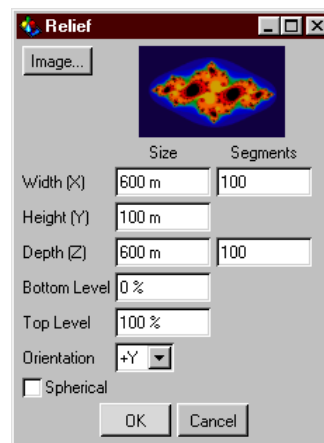 Relief
Image...
Size Segments
Width (X) 600 m 100
Height (Y) 100 m
Depth (Z) 600 m 100
Bottom Level 0 %
Top Level 100 %
Orientation +Y
Spherical
OK Cancel